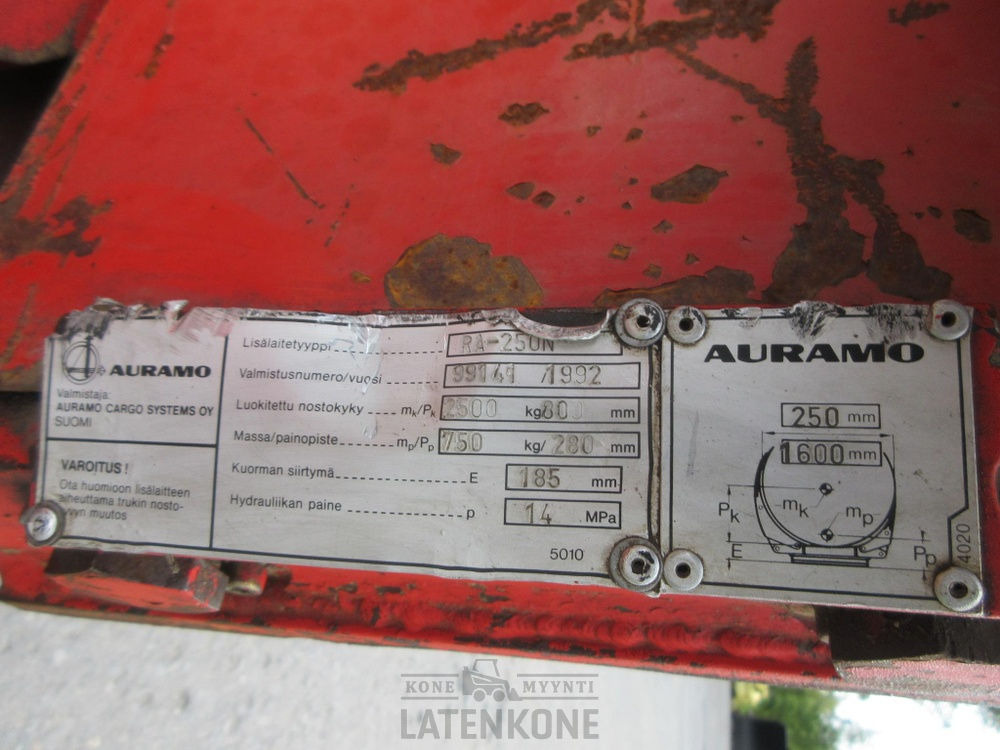 AURAMO
Valmistaja:
AURAMO CARGO SYSTEMS OY
SUOMI
VAROITUS !
Ota huomioon lisälaitteen
aiheuttama trukin nosto-
kyvyn muutos
Lisälaitetyyppi RA-250N
Valmistusnumero/vuosi 99141 /1992
Luokitettu nostokyky mk/Pk 2500 kg/800 mm
Massa/painopiste mp/Pp 750 kg/ 280 mm
Kuorman siirtymä E 185 mm
Hydrauliikan paine p 14 MPa
5010
AURAMO
250 mm
1600 mm
Pk mk mp
E Pp
4020
KONE MYYNTI
LATENKONE